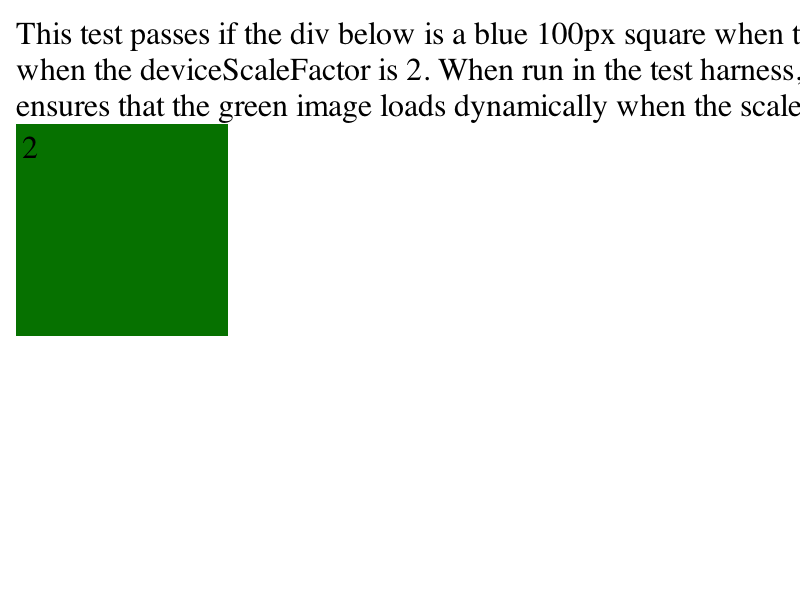 This test passes if the div below is a blue 100px square when
when the deviceScaleFactor is 2. When run in the test harness,
ensures that the green image loads dynamically when the scale
2